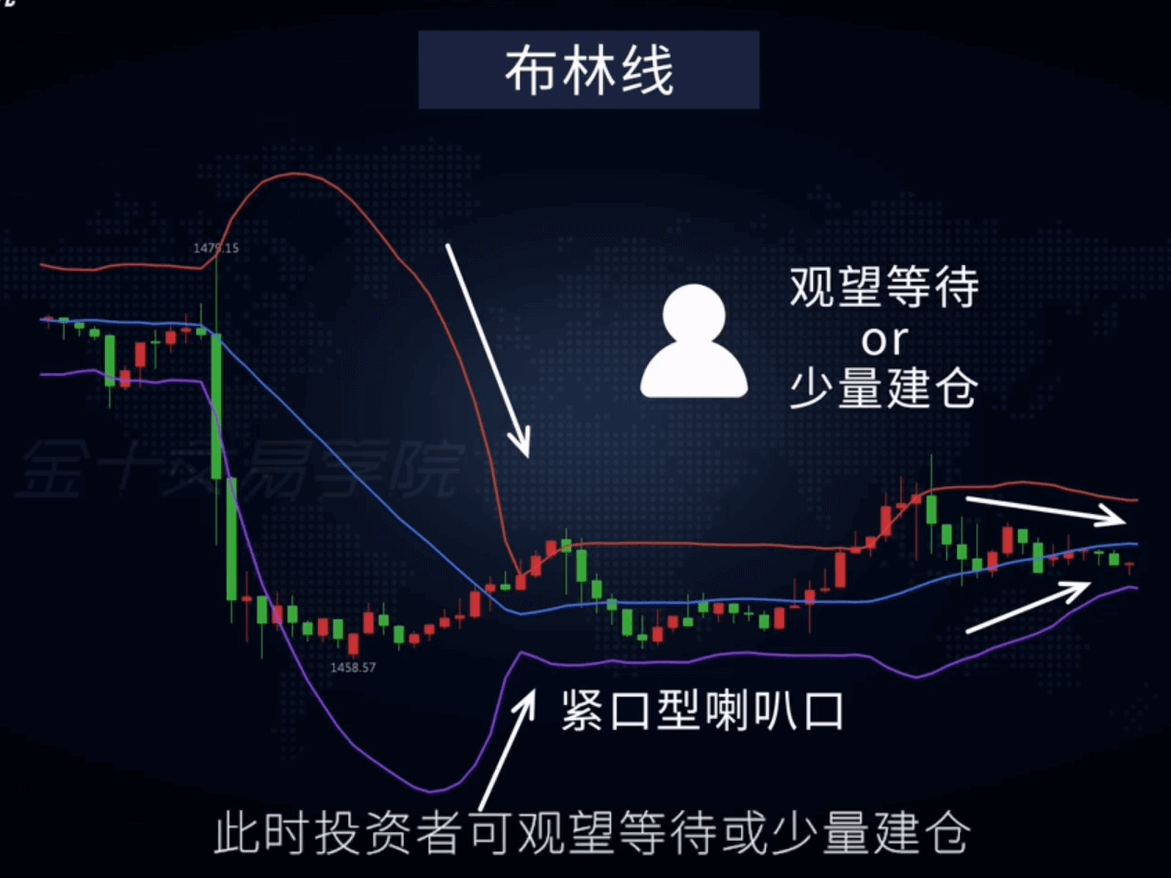 布林线
1479.15
观望等待
or
少量建仓
金十交易学院
1458.57
紧口型喇叭口
此时投资者可观望等待或少量建仓